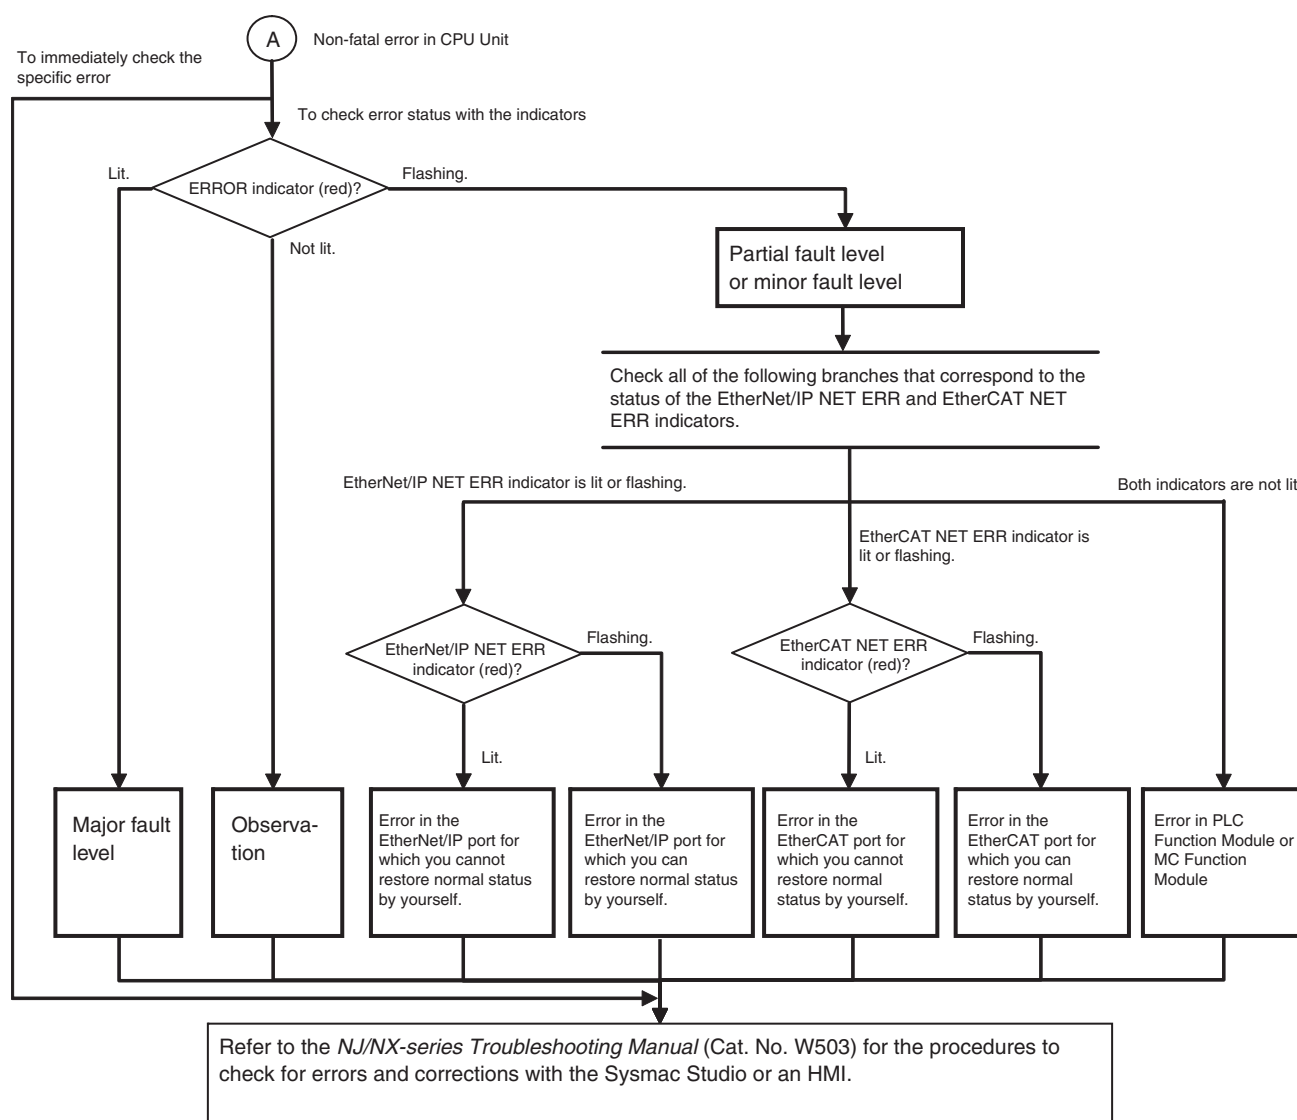 A
Non-fatal error in CPU Unit
To immediately check the
specific error
To check error status with the indicators
Lit.
ERROR indicator (red)?
Flashing.
Not lit.
Partial fault level
or minor fault level
Check all of the following branches that correspond to the
status of the EtherNet/IP NET ERR and EtherCAT NET
ERR indicators.
EtherNet/IP NET ERR indicator is lit or flashing.
Both indicators are not lit
EtherCAT NET ERR indicator is
lit or flashing.
EtherNet/IP NET ERR
indicator (red)?
Flashing.
EtherCAT NET ERR
indicator (red)?
Flashing.
Lit.
Lit.
Major fault
level
Observa-
tion
Error in the
EtherNet/IP port for
which you cannot
restore normal status
by yourself.
Error in the
EtherNet/IP port for
which you can
restore normal status
by yourself.
Error in the
EtherCAT port for
which you cannot
restore normal
status by yourself.
Error in the
EtherCAT port for
which you can
restore normal
status by yourself.
Error in PLC
Function Module or
MC Function
Module
Refer to the NJ/NX-series Troubleshooting Manual (Cat. No. W503) for the procedures to
check for errors and corrections with the Sysmac Studio or an HMI.